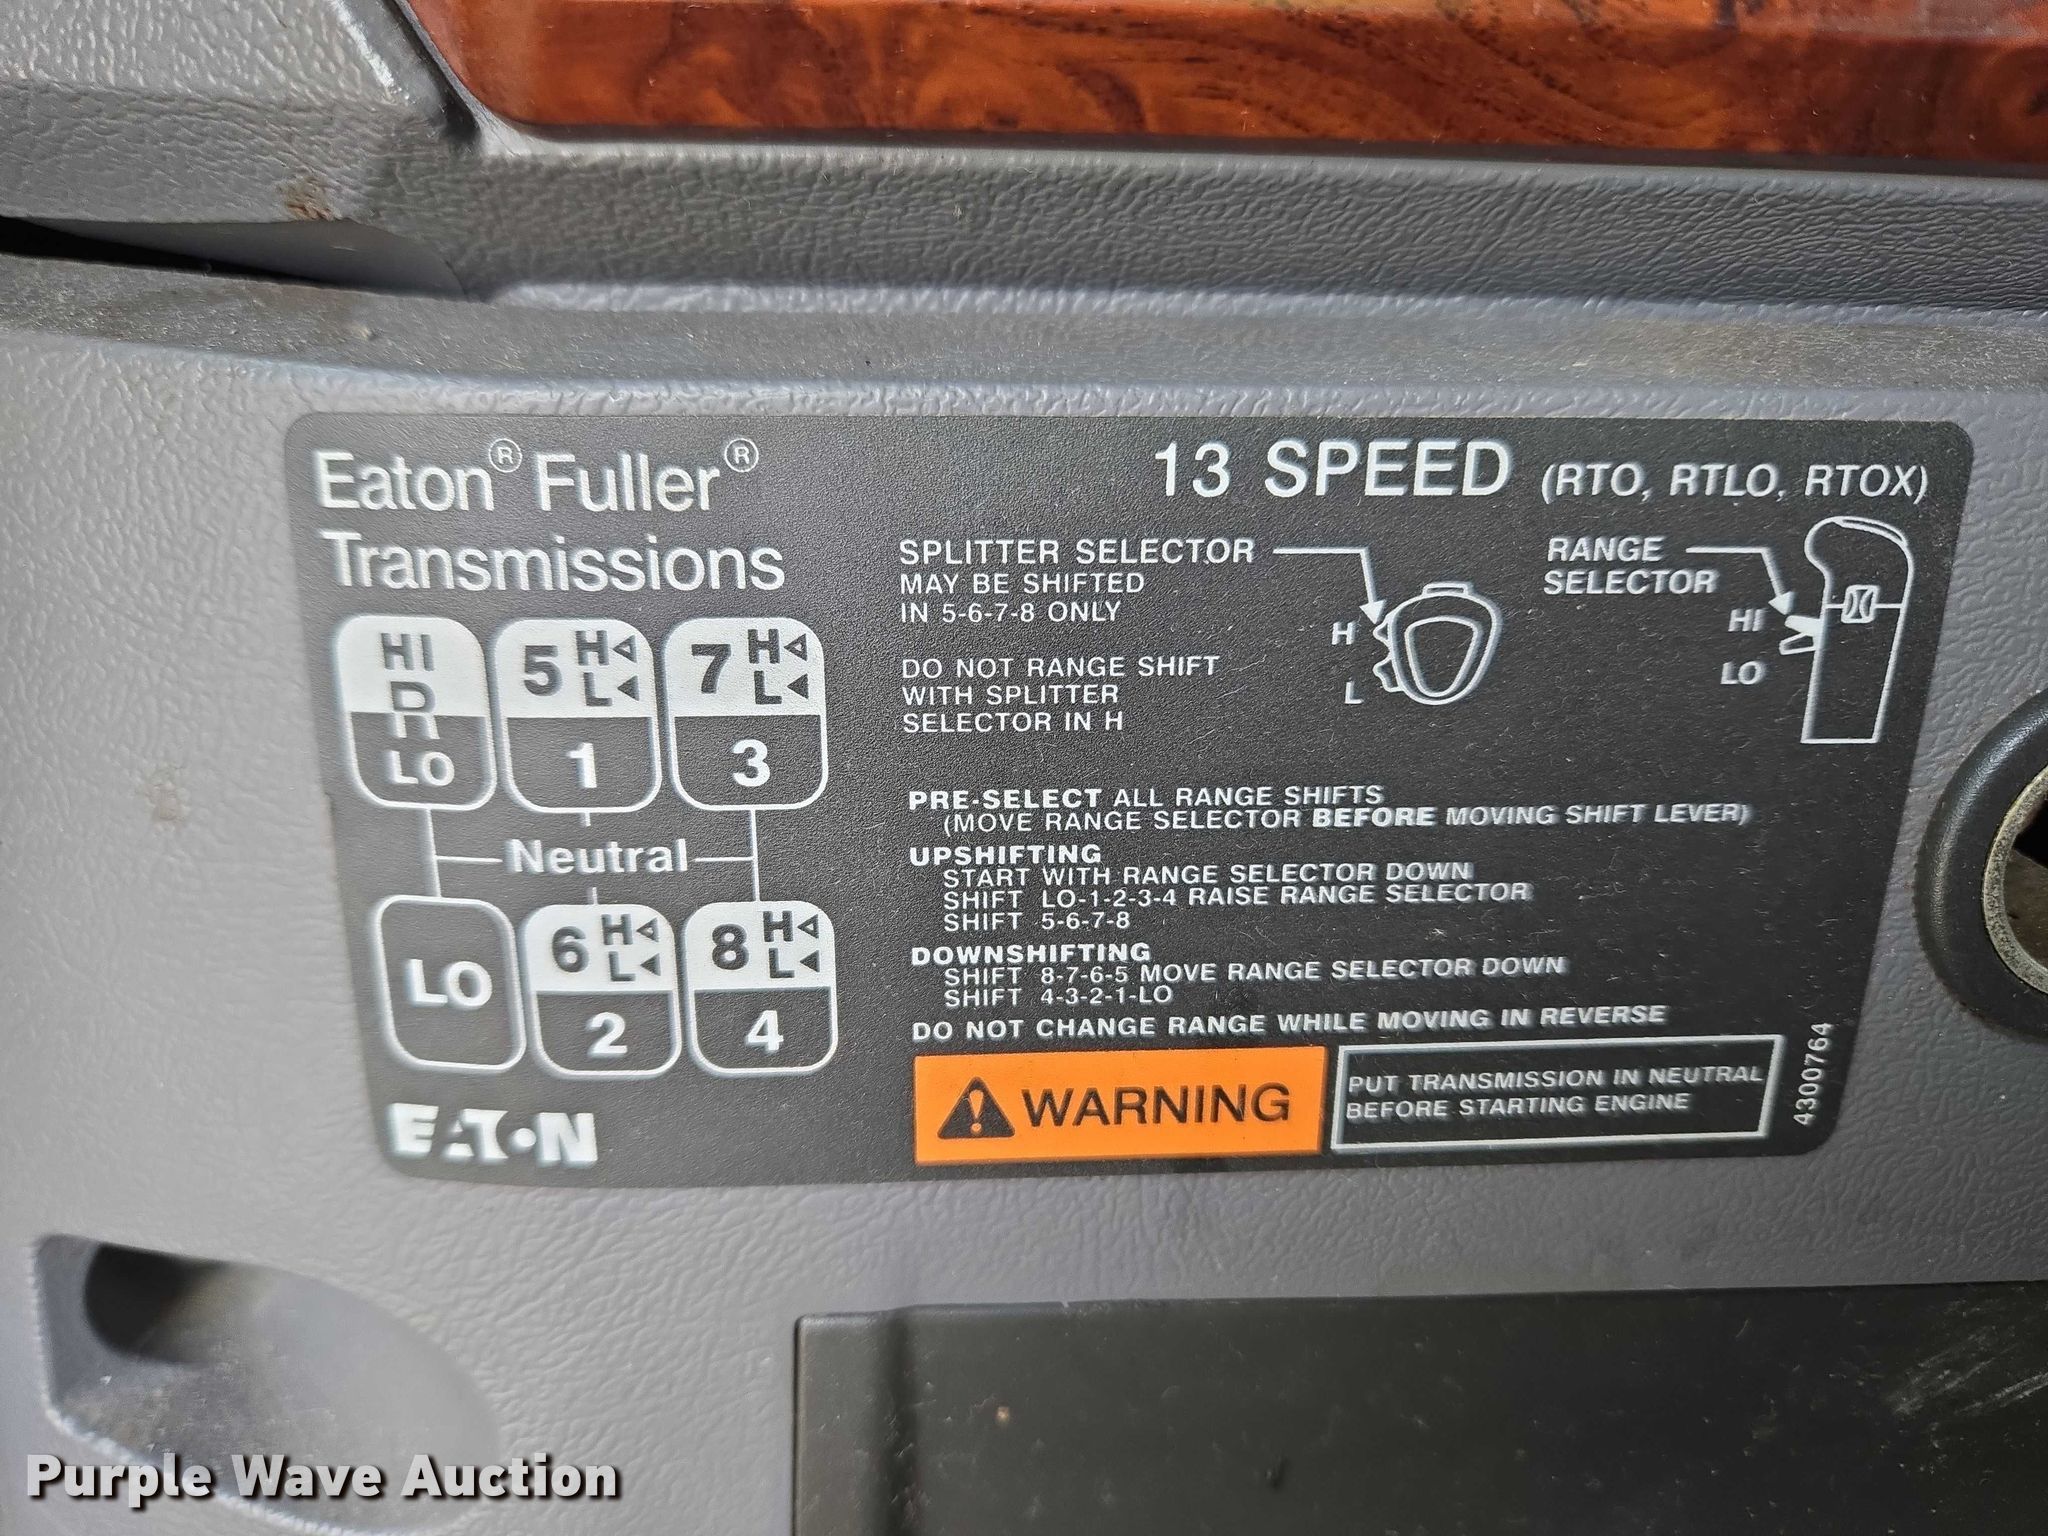 Eaton® Fuller®
Transmissions
13 SPEED (RTO, RTLO, RTOX)
SPLITTER SELECTOR
MAY BE SHIFTED
IN 5-6-7-8 ONLY
DO NOT RANGE SHIFT
WITH SPLITTER
SELECTOR IN H
H
L
RANGE
SELECTOR
HI
LO
HI
R
LO
5 H
L
1
7 H
L
3
Neutral
LO
6 H
L
2
8 H
L
4
PRE-SELECT ALL RANGE SHIFTS
(MOVE RANGE SELECTOR BEFORE MOVING SHIFT LEVER)
UPSHIFTING
START WITH RANGE SELECTOR DOWN
SHIFT LO-1-2-3-4 RAISE RANGE SELECTOR
SHIFT 5-6-7-8
DOWNSHIFTING
SHIFT 8-7-6-5 MOVE RANGE SELECTOR DOWN
SHIFT 4-3-2-1-LO
DO NOT CHANGE RANGE WHILE MOVING IN REVERSE
WARNING
PUT TRANSMISSION IN NEUTRAL
BEFORE STARTING ENGINE
4300764
EATON
Purple Wave Auction